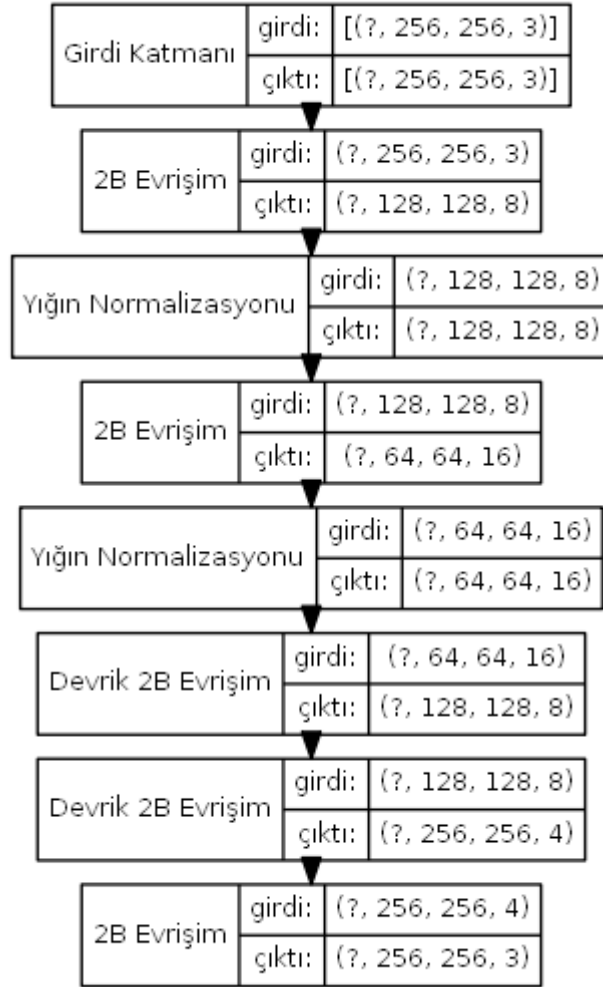 Girdi Katmanı
girdi: [(?, 256, 256, 3)]
çıktı: [(?, 256, 256, 3)]
2B Evrişim
girdi: (?, 256, 256, 3)
çıktı: (?, 128, 128, 8)
Yığın Normalizasyonu
girdi: (?, 128, 128, 8)
çıktı: (?, 128, 128, 8)
2B Evrişim
girdi: (?, 128, 128, 8)
çıktı: (?, 64, 64, 16)
Yığın Normalizasyonu
girdi: (?, 64, 64, 16)
çıktı: (?, 64, 64, 16)
Devrik 2B Evrişim
girdi: (?, 64, 64, 16)
çıktı: (?, 128, 128, 8)
Devrik 2B Evrişim
girdi: (?, 128, 128, 8)
çıktı: (?, 256, 256, 4)
2B Evrişim
girdi: (?, 256, 256, 4)
çıktı: (?, 256, 256, 3)